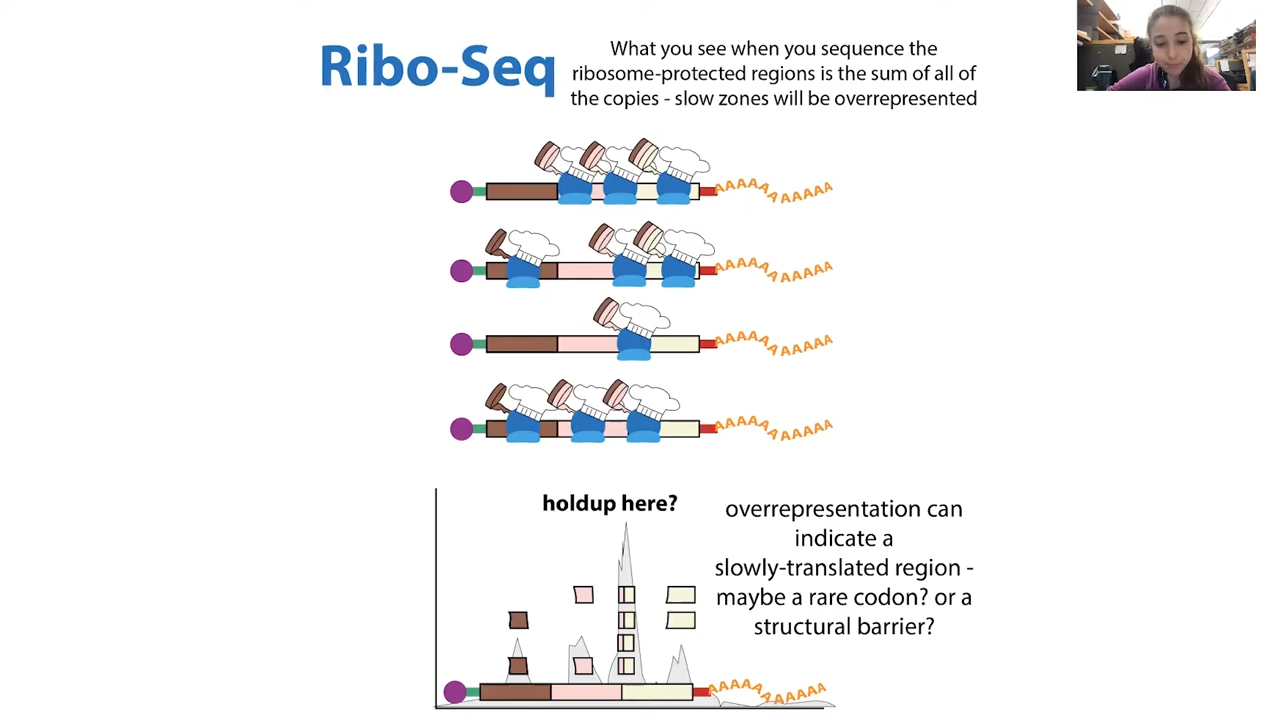 Ribo-Seq
What you see when you sequence the
ribosome-protected regions is the sum of all of
the copies - slow zones will be overrepresented
AAAAAAAAAAA
AAAAAAAAAAA
AAAAAAAAAAA
AAAAAAAAAAA
holdup here?
overrepresentation can
indicate a
slowly-translated region -
maybe a rare codon? or a
structural barrier?
AAAAAAAAAAA